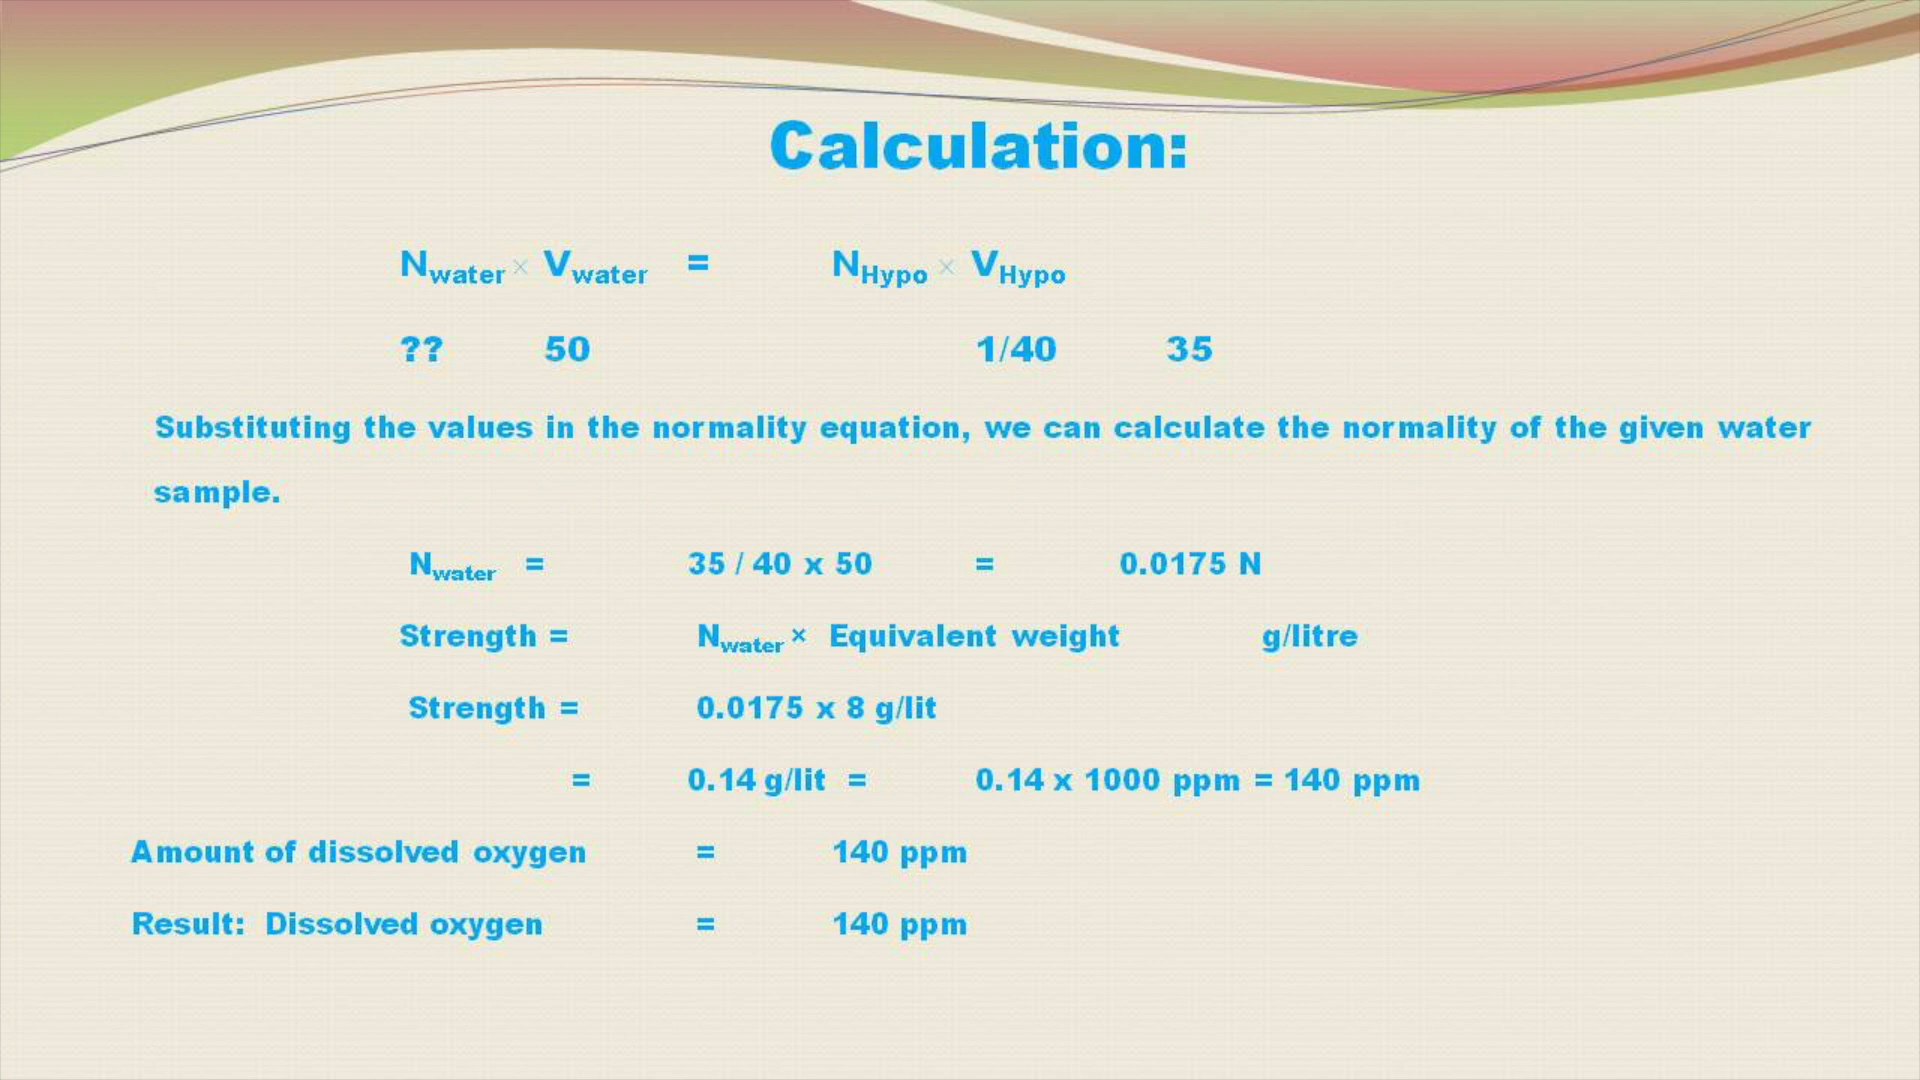 Calculation:
Nwater × Vwater = NHypo × VHypo
?? 50 1/40 35
Substituting the values in the normality equation, we can calculate the normality of the given water
sample.
Nwater = 35 / 40 x 50 = 0.0175 N
Strength = Nwater × Equivalent weight g/litre
Strength = 0.0175 x 8 g/lit
= 0.14 g/lit = 0.14 x 1000 ppm = 140 ppm
Amount of dissolved oxygen = 140 ppm
Result: Dissolved oxygen = 140 ppm